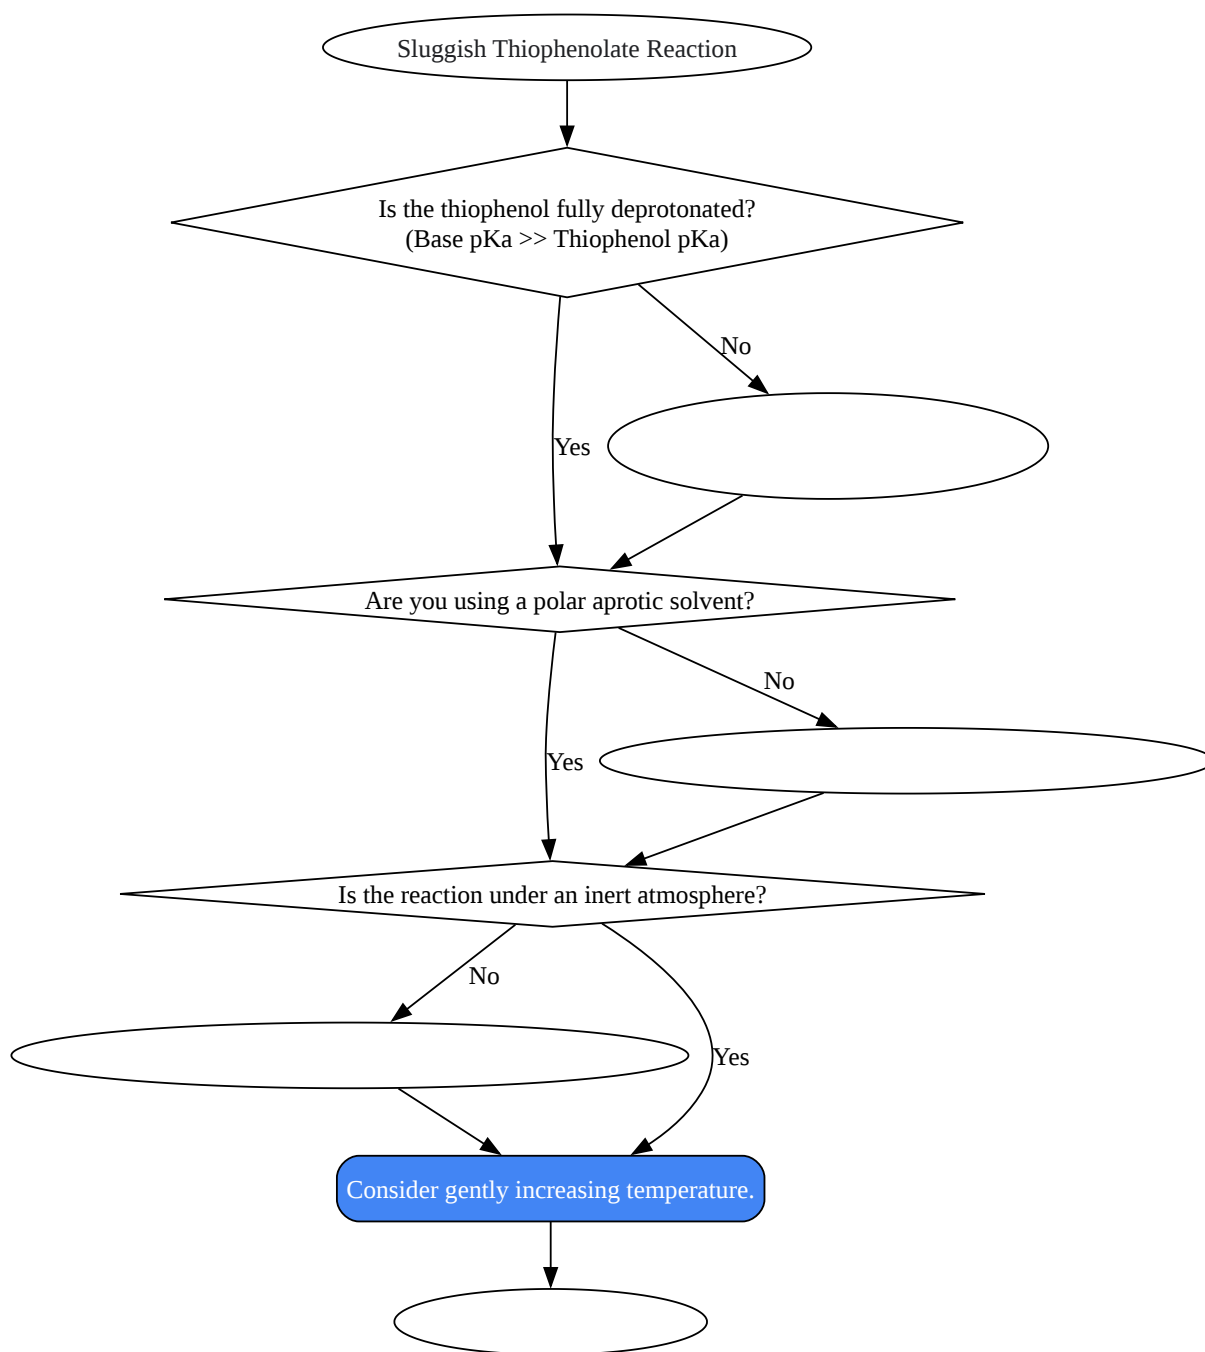 Sluggish Thiophenolate Reaction
Is the thiophenol fully deprotonated?
(Base pKa >> Thiophenol pKa)
No
Yes
Are you using a polar aprotic solvent?
No
Yes
Is the reaction under an inert atmosphere?
No
Yes
Consider gently increasing temperature.